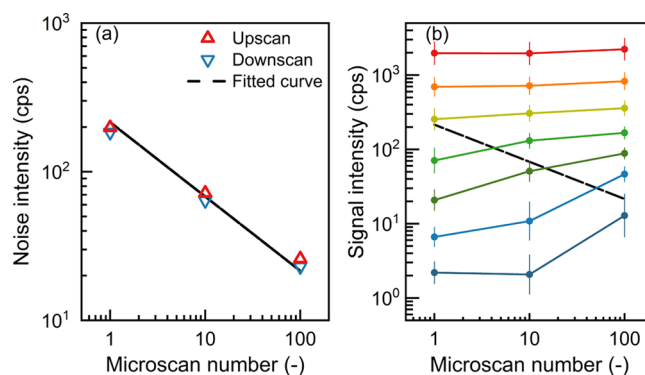 (a)
Upscan
Downscan
Fitted curve
Noise intensity (cps)
10³
10²
10¹
1 10 100
Microscan number (-)
(b)
Signal intensity (cps)
10³
10²
10¹
10⁰
1 10 100
Microscan number (-)